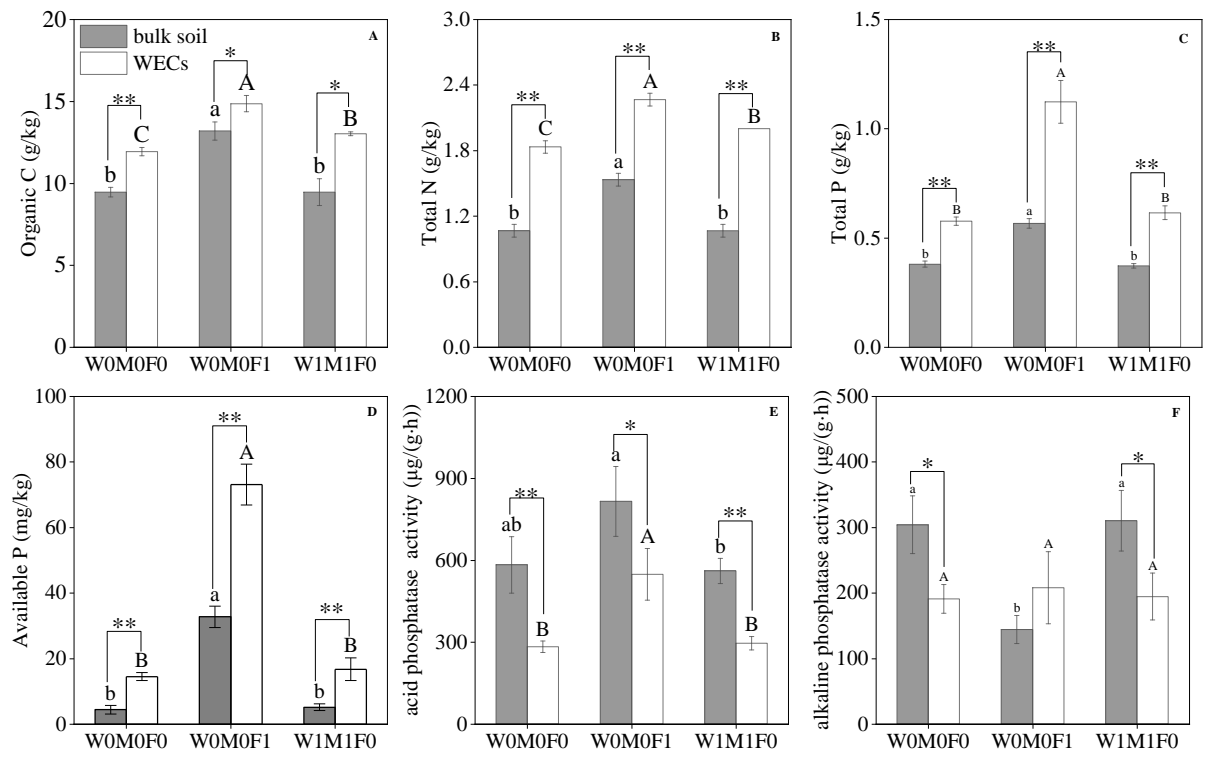 A
bulk soil
WECs
Organic C (g/kg)
20
15
10
5
0
**
*
*
b
C
a
A
b
B
W0M0F0
W0M0F1
W1M1F0
B
Total N (g/kg)
3.0
2.4
1.8
1.2
0.6
0.0
**
**
**
b
C
a
A
b
B
W0M0F0
W0M0F1
W1M1F0
C
Total P (g/kg)
1.5
1.0
0.5
0.0
**
**
**
b
B
a
A
b
B
W0M0F0
W0M0F1
W1M1F0
D
Available P (mg/kg)
100
80
60
40
20
0
**
**
**
b
B
a
A
b
B
W0M0F0
W0M0F1
W1M1F0
E
acid phosphatase activity (μg/(g·h))
1200
900
600
300
0
**
*
**
ab
B
a
A
b
B
W0M0F0
W0M0F1
W1M1F0
F
alkaline phosphatase activity (μg/(g·h))
500
400
300
200
100
0
*
*
a
A
b
A
a
A
W0M0F0
W0M0F1
W1M1F0